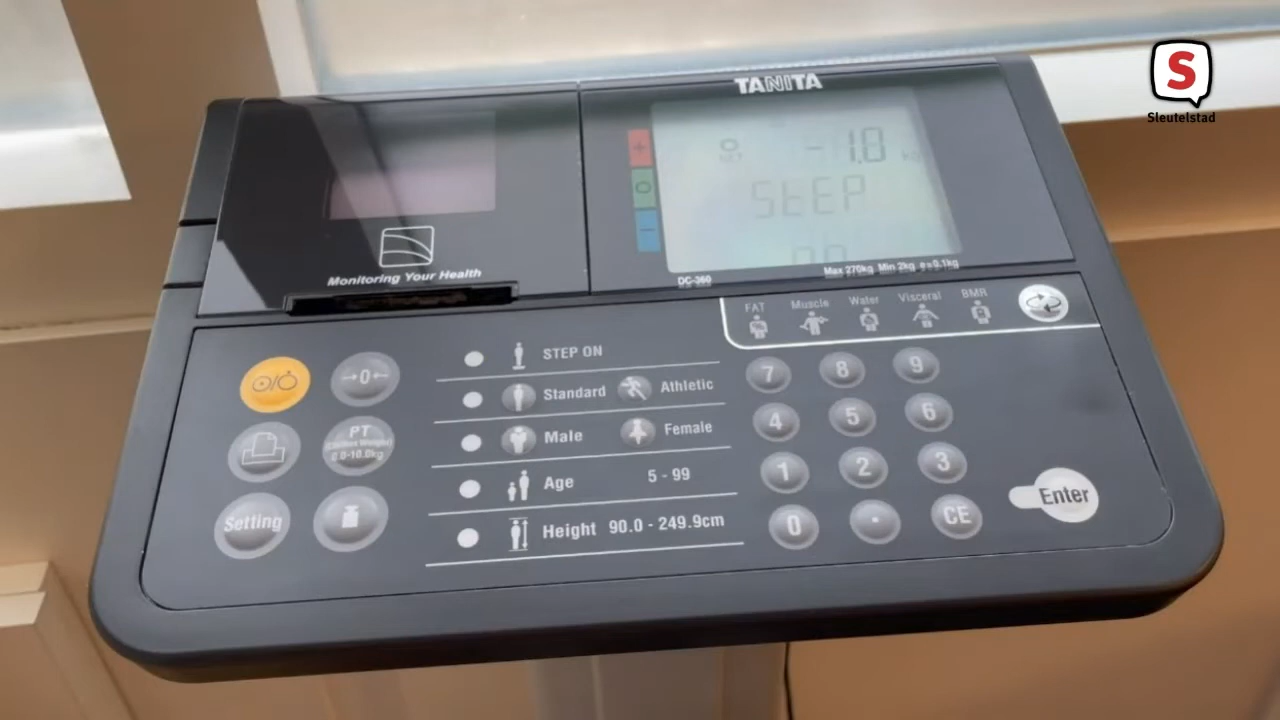 S
Sleutelstad
TANITA
-1.0 kg
StEP
Monitoring Your Health
DC-360
Max 270kg Min 2kg e=0.1kg
FAT Muscle Water Visceral BMR
→0←
STEP ON
Standard Athletic
PT
0.0-10.0kg
Male Female
Age 5 - 99
Setting
Height 90.0 - 249.9cm
7 8 9
4 5 6
1 2 3
0 . CE
Enter